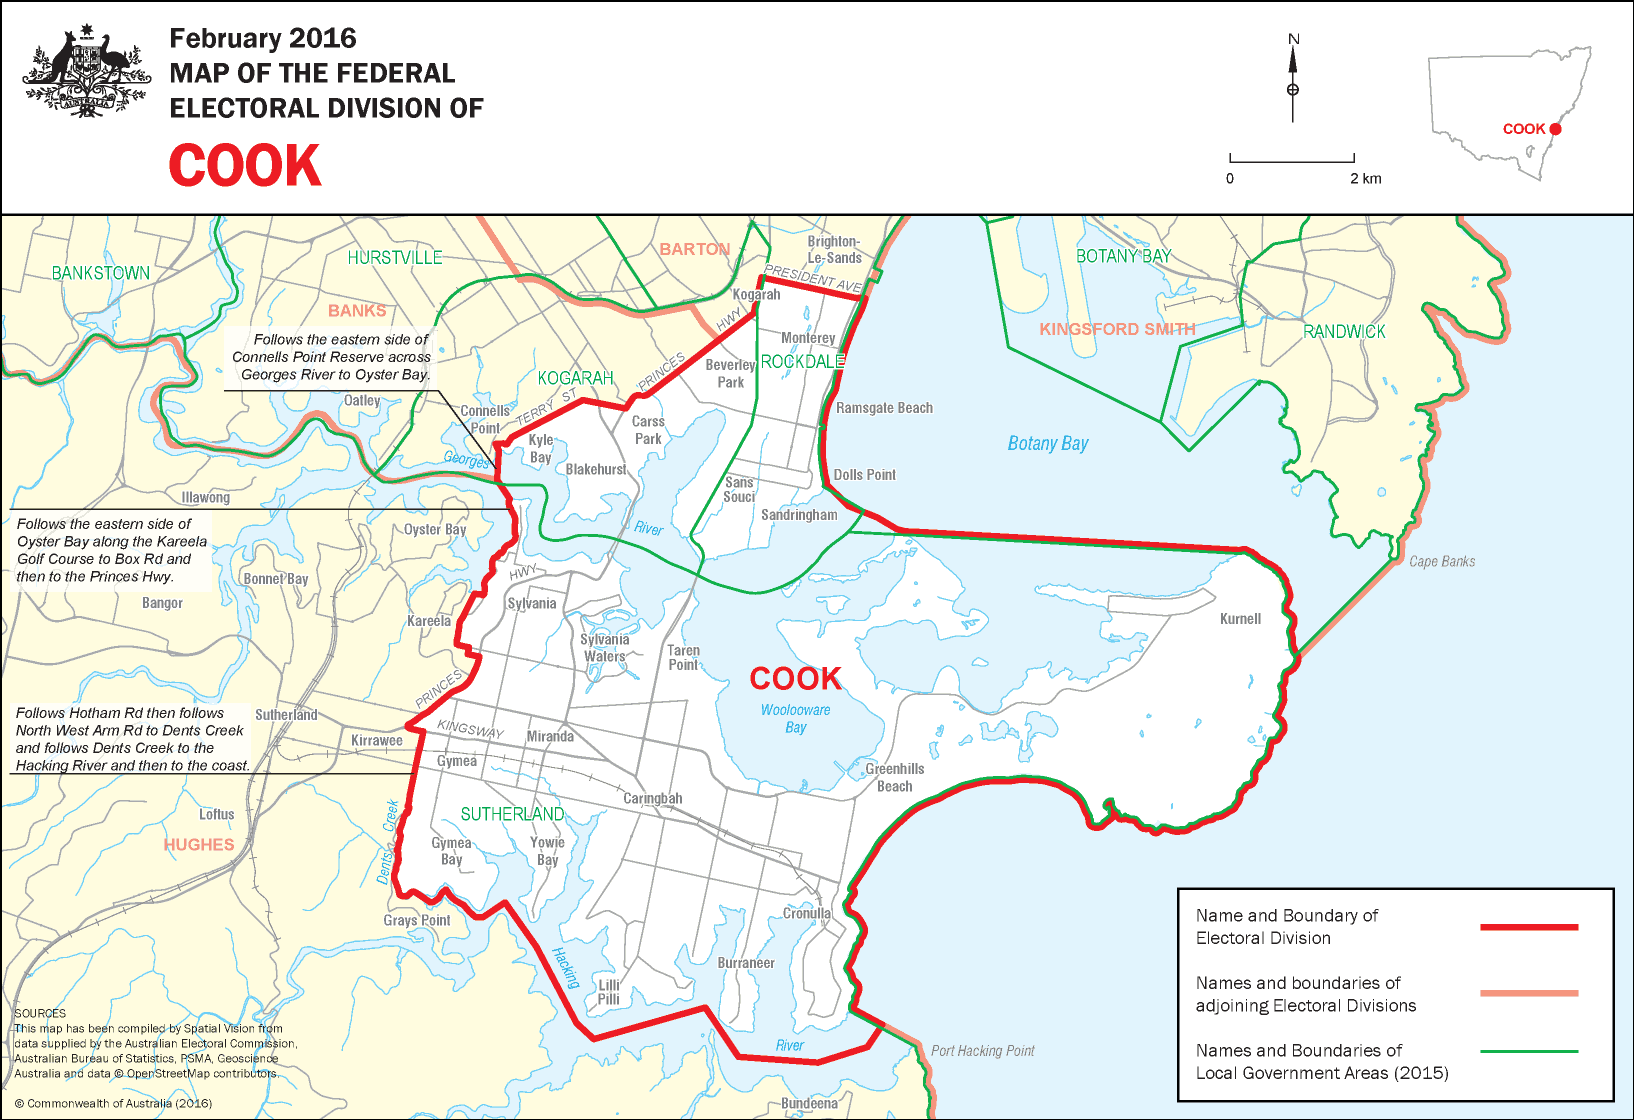 February 2016
MAP OF THE FEDERAL
ELECTORAL DIVISION OF
COOK
AUSTRALIA
N
0 2 km
COOK
BANKSTOWN
HURSTVILLE
BARTON
Brighton-
Le-Sands
BOTANY BAY
PRESIDENT AVE
Kogarah
BANKS
HWY
KINGSFORD SMITH
RANDWICK
Follows the eastern side of
Connells Point Reserve across
Georges River to Oyster Bay.
Monterey
ROCKDALE
Beverley
Park
PRINCES
KOGARAH
TERRY ST
Oatley
Connells
Point
Carss
Park
Ramsgate Beach
Kyle
Bay
Botany Bay
Georges
Blakehurst
Dolls Point
Sans
Souci
Illawong
Sandringham
River
Follows the eastern side of
Oyster Bay along the Kareela
Golf Course to Box Rd and
then to the Princes Hwy.
Oyster Bay
Cape Banks
HWY
Bonnet Bay
Bangor
Sylvania
Kareela
Kurnell
Sylvania
Waters
Taren
Point
COOK
PRINCES
Woolooware
Bay
Follows Hotham Rd then follows
North West Arm Rd to Dents Creek
and follows Dents Creek to the
Hacking River and then to the coast.
Sutherland
Kirrawee
KINGSWAY
Miranda
Gymea
Greenhills
Beach
Caringbah
Loftus
SUTHERLAND
HUGHES
Dents Creek
Gymea
Bay
Yowie
Bay
Grays Point
Cronulla
Hacking
Burraneer
Lilli
Pilli
River
Port Hacking Point
Bundeena
Name and Boundary of
Electoral Division
Names and boundaries of
adjoining Electoral Divisions
Names and Boundaries of
Local Government Areas (2015)
SOURCES
This map has been compiled by Spatial Vision from
data supplied by the Australian Electoral Commission,
Australian Bureau of Statistics, PSMA, Geoscience
Australia and data © OpenStreetMap contributors.
© Commonwealth of Australia (2016)